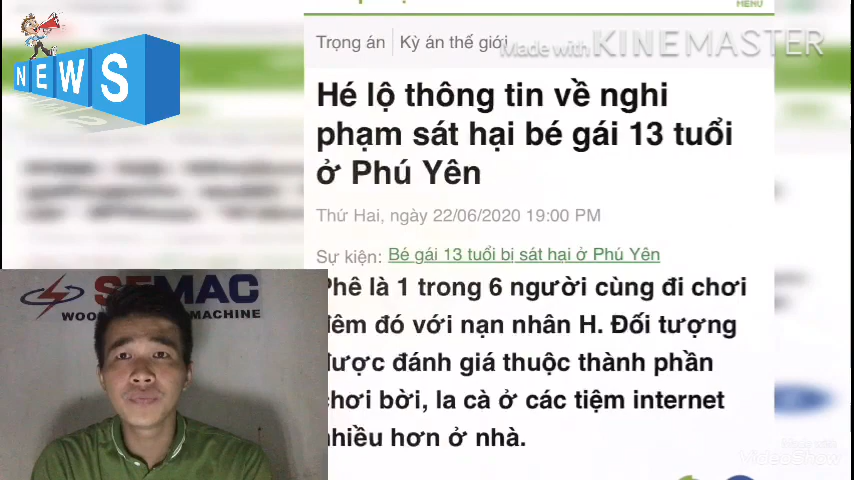 MENU
NEWS
Trọng án
Kỳ án thế giới
Made with KINEMASTER
Hé lộ thông tin về nghi
phạm sát hại bé gái 13 tuổi
ở Phú Yên
Thứ Hai, ngày 22/06/2020 19:00 PM
Sự kiện: Bé gái 13 tuổi bị sát hại ở Phú Yên
Phê là 1 trong 6 người cùng đi chơi
đêm đó với nạn nhân H. Đối tượng
được đánh giá thuộc thành phần
chơi bời, la cà ở các tiệm internet
nhiều hơn ở nhà.
SEMAC
MACHINE
Made with
VideoShow